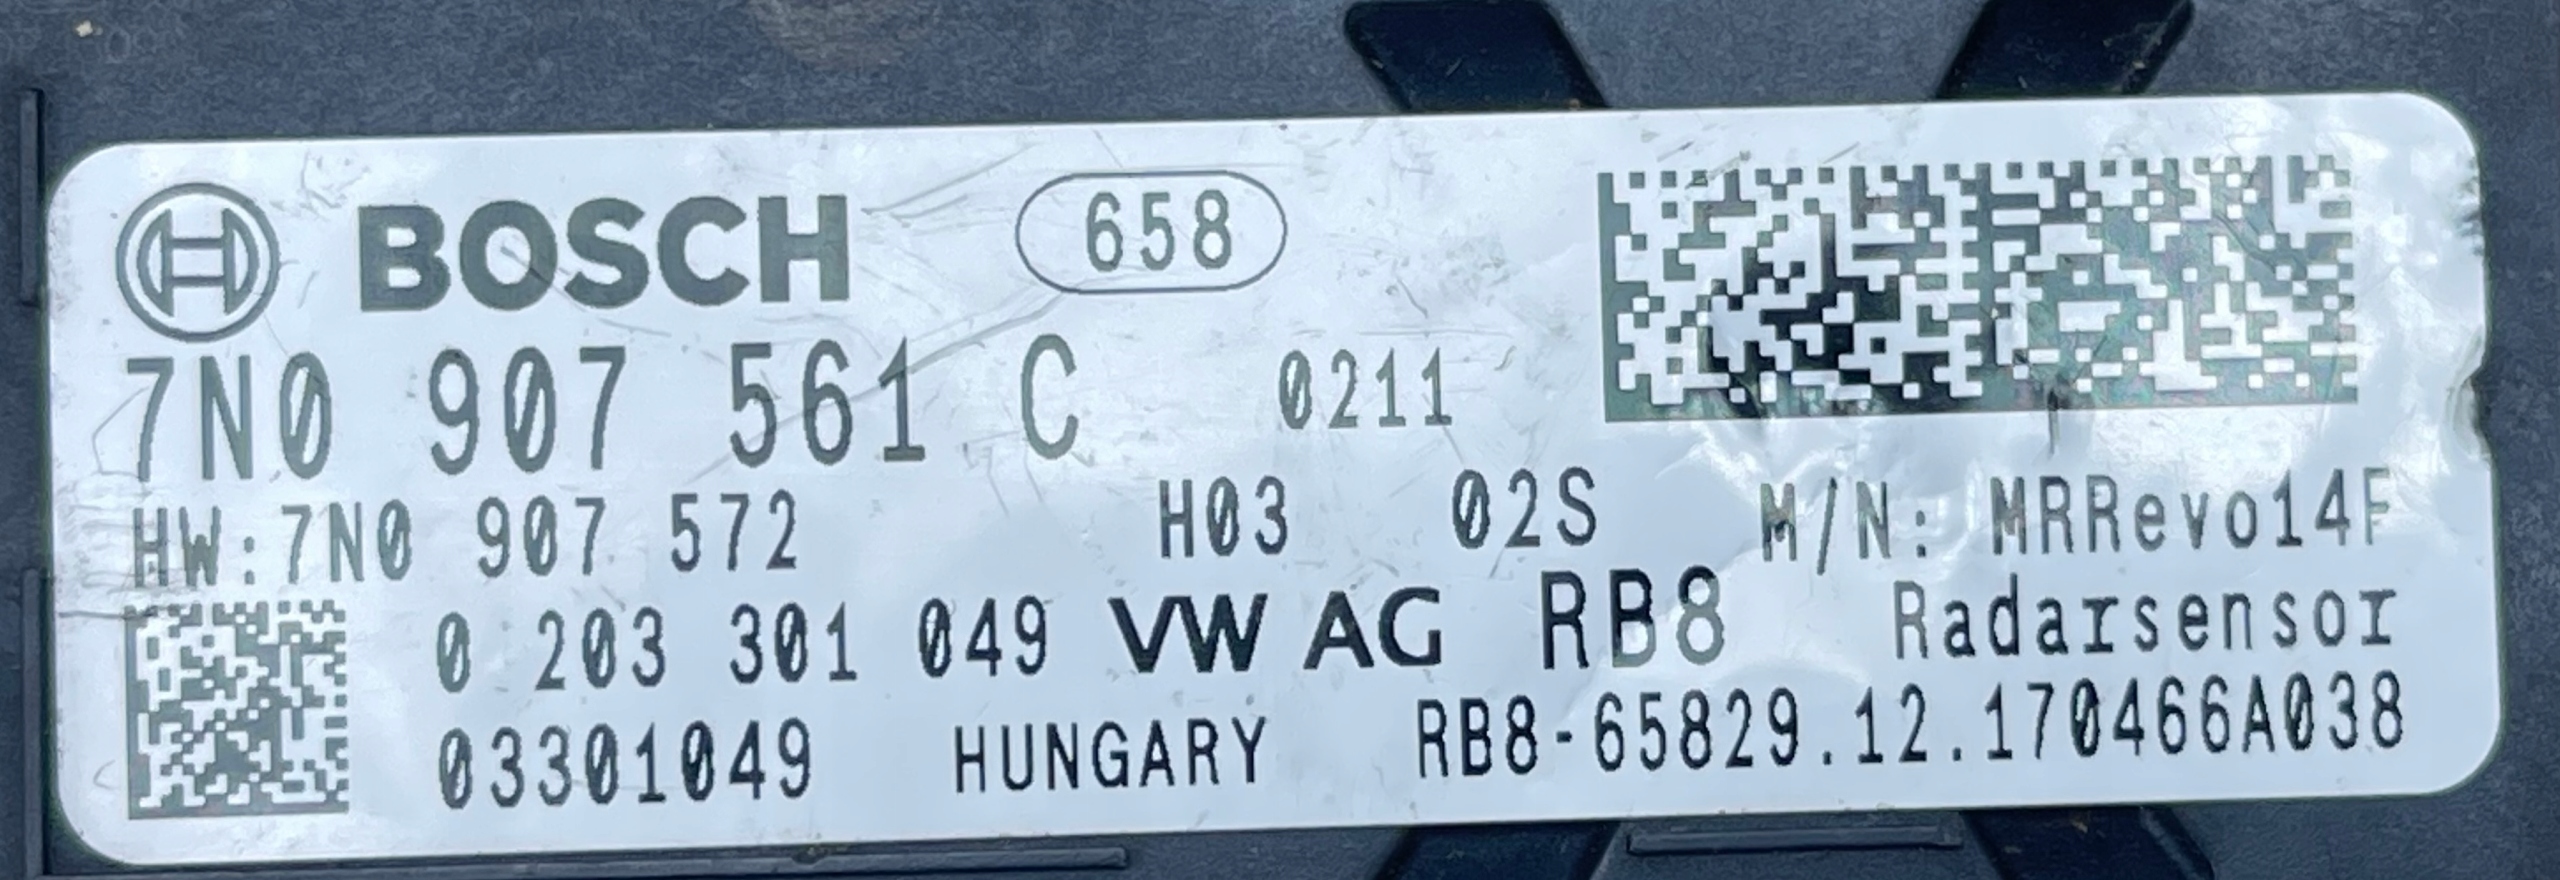 BOSCH 658
7N0 907 561 C 0211
HW:7N0 907 572 H03 02S M/N: MRRevo14F
0 203 301 049 VW AG RB8 Radarsensor
03301049 HUNGARY RB8-65829.12.170466A038